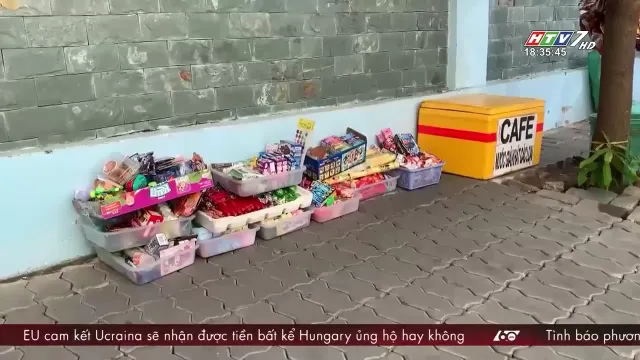 HTV7 HD
18:35:45
CAFE
EU cam kết Ucraina sẽ nhận được tiền bất kể Hungary ủng hộ hay không
60 Tình báo phươ